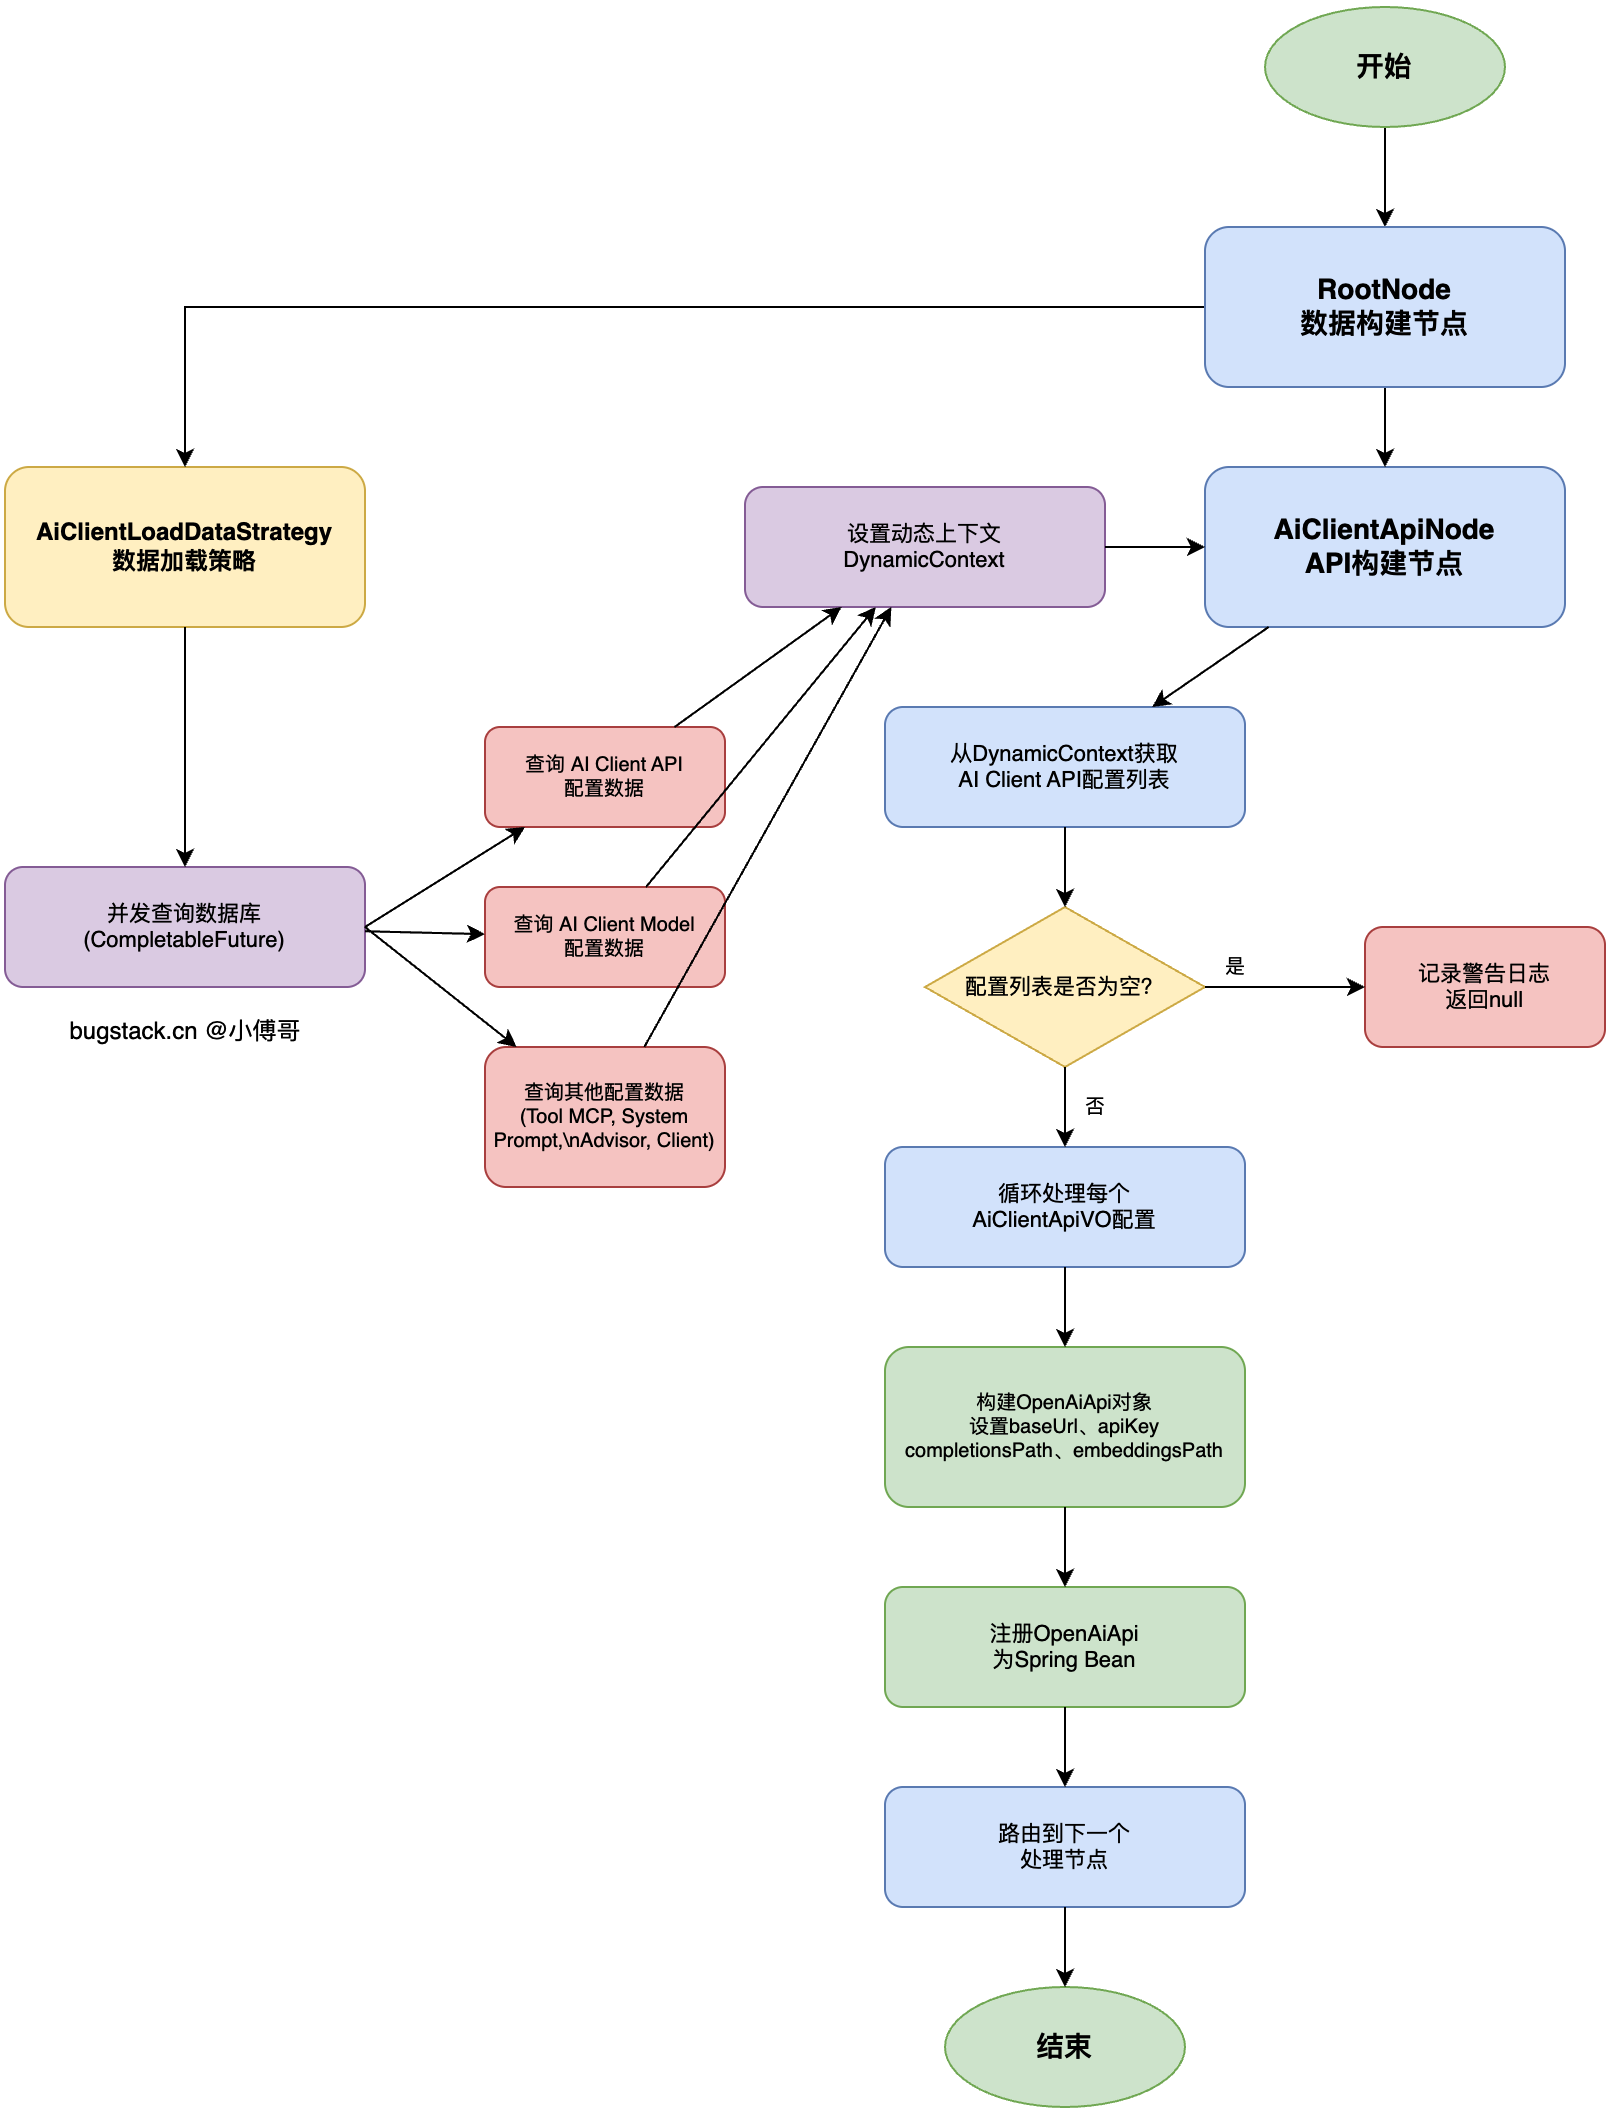 开始
RootNode
数据构建节点
AiClientLoadDataStrategy
数据加载策略
设置动态上下文
DynamicContext
AiClientApiNode
API构建节点
查询 AI Client API
配置数据
从DynamicContext获取
AI Client API配置列表
并发查询数据库
(CompletableFuture)
查询 AI Client Model
配置数据
配置列表是否为空?
是
记录警告日志
返回null
bugstack.cn @小傅哥
查询其他配置数据
(Tool MCP, System
Prompt,\nAdvisor, Client)
否
循环处理每个
AiClientApiVO配置
构建OpenAiApi对象
设置baseUrl、apiKey
completionsPath、embeddingsPath
注册OpenAiApi
为Spring Bean
路由到下一个
处理节点
结束